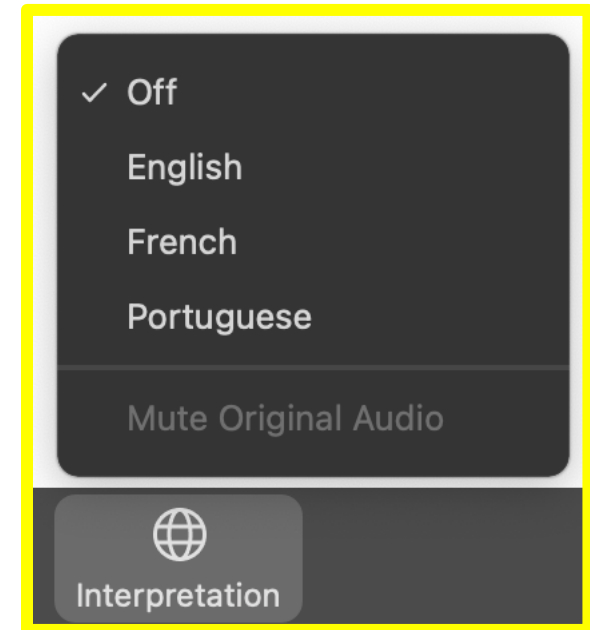 Off
English
French
Portuguese
Mute Original Audio
Interpretation